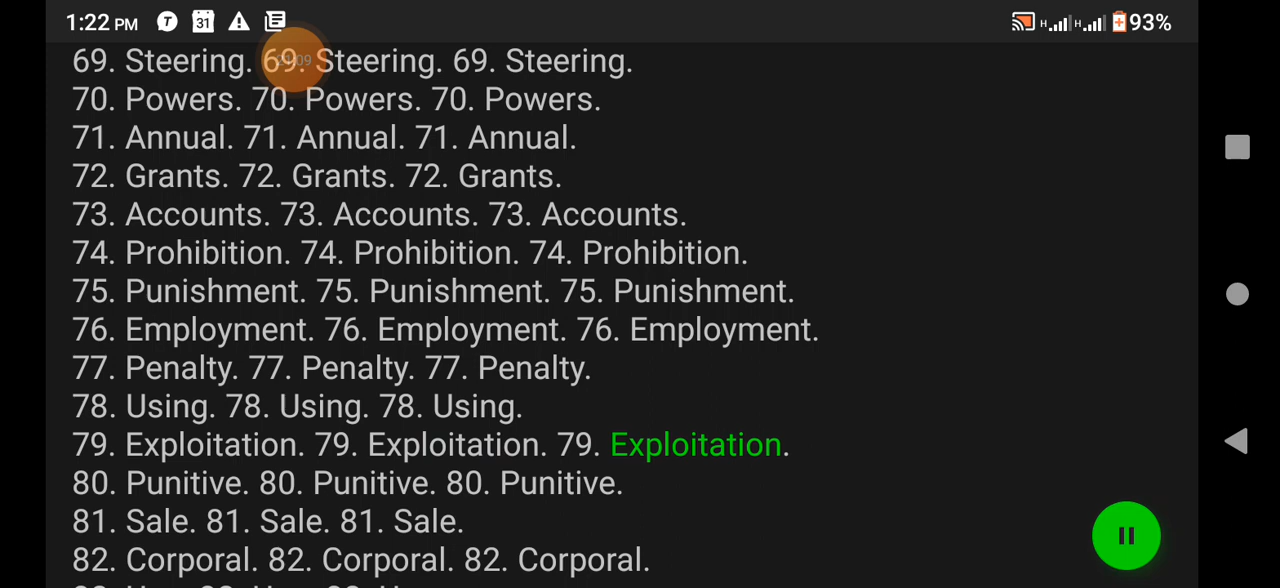 1:22 PM 31 H H 93%
69. Steering. 69. Steering. 69. Steering.
70. Powers. 70. Powers. 70. Powers.
71. Annual. 71. Annual. 71. Annual.
72. Grants. 72. Grants. 72. Grants.
73. Accounts. 73. Accounts. 73. Accounts.
74. Prohibition. 74. Prohibition. 74. Prohibition.
75. Punishment. 75. Punishment. 75. Punishment.
76. Employment. 76. Employment. 76. Employment.
77. Penalty. 77. Penalty. 77. Penalty.
78. Using. 78. Using. 78. Using.
79. Exploitation. 79. Exploitation. 79. Exploitation.
80. Punitive. 80. Punitive. 80. Punitive.
81. Sale. 81. Sale. 81. Sale.
82. Corporal. 82. Corporal. 82. Corporal.